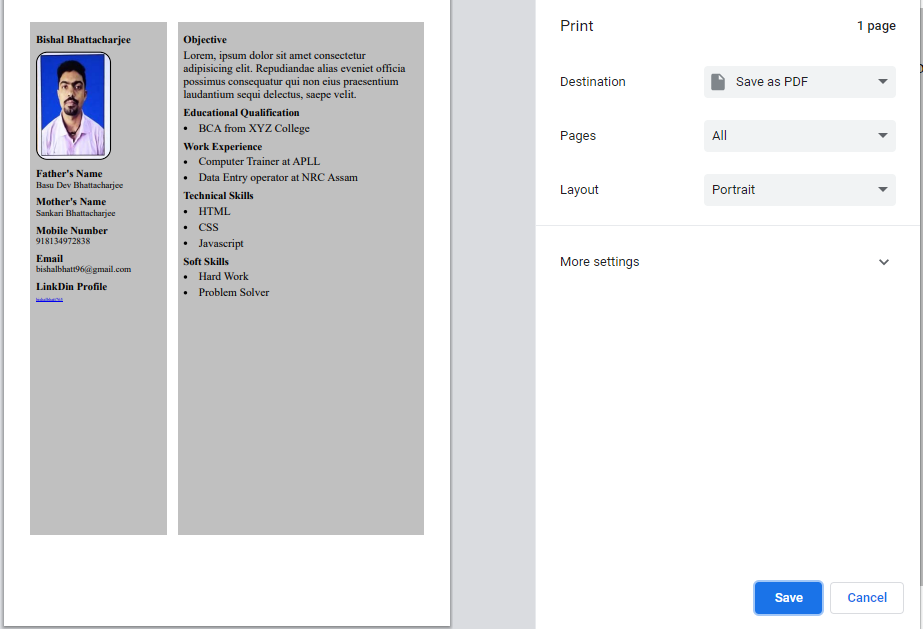 Bishal Bhattacharjee
Father's Name
Basu Dev Bhattacharjee
Mother's Name
Sankari Bhattacharjee
Mobile Number
918134972838
Email
bishalbhatt96@gmail.com
LinkDin Profile
Objective
Lorem, ipsum dolor sit amet consectetur
adipisicing elit. Repudiandae alias eveniet officia
possimus consequatur qui non eius praesentium
laudantium sequi delectus, saepe velit.
Educational Qualification
• BCA from XYZ College
Work Experience
• Computer Trainer at APLL
• Data Entry operator at NRC Assam
Technical Skills
• HTML
• CSS
• Javascript
Soft Skills
• Hard Work
• Problem Solver
Print 1 page
Destination Save as PDF
Pages All
Layout Portrait
More settings
Save Cancel